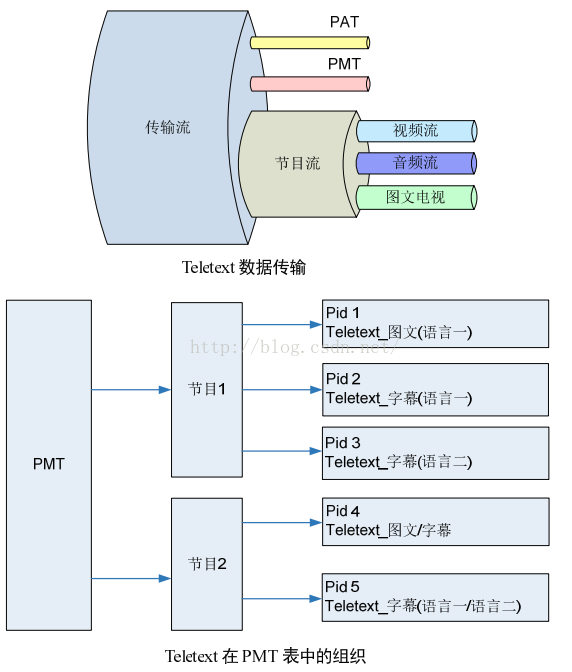 PAT
PMT
传输流
节目流
视频流
音频流
图文电视
Teletext 数据传输
PMT
节目1
Pid 1
Teletext_图文(语言一)
http://blog.csdn.net/
Pid 2
Teletext_字幕(语言一)
Pid 3
Teletext_字幕(语言二)
节目2
Pid 4
Teletext_图文/字幕
Pid 5
Teletext_字幕(语言一/语言二)
Teletext 在 PMT 表中的组织